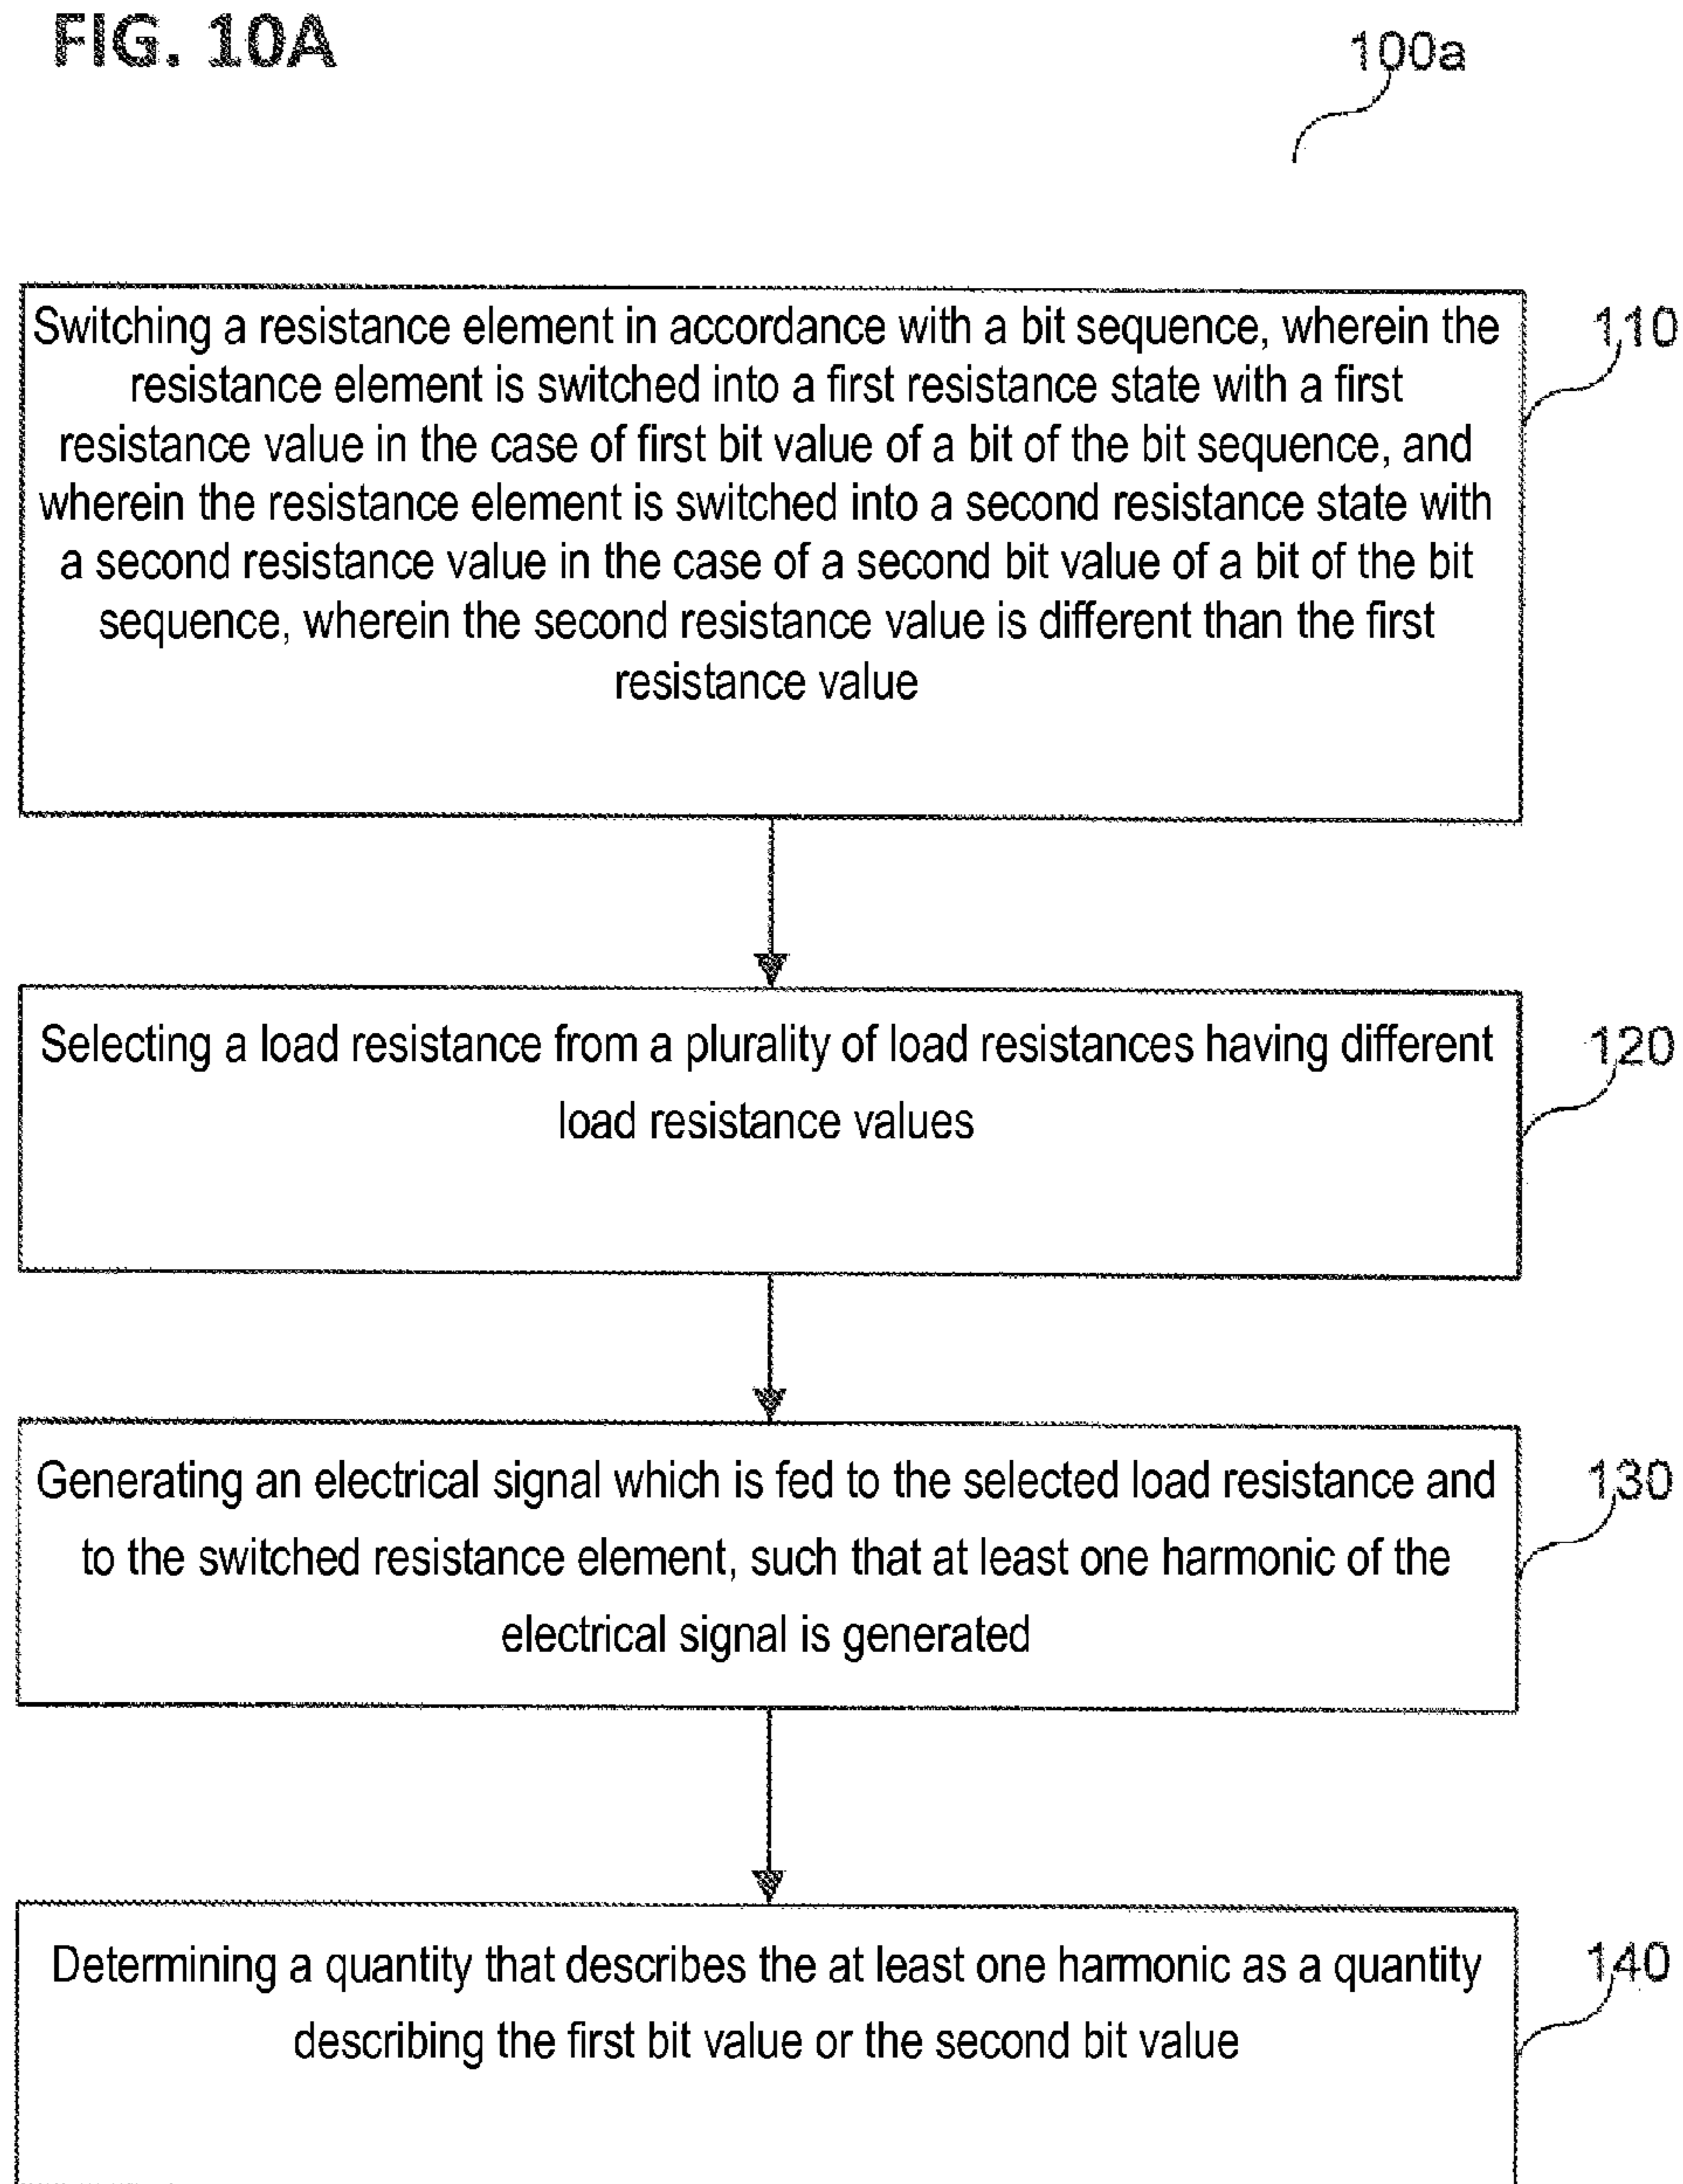 FIG. 10A
100a
Switching a resistance element in accordance with a bit sequence, wherein the
resistance element is switched into a first resistance state with a first
resistance value in the case of first bit value of a bit of the bit sequence, and
wherein the resistance element is switched into a second resistance state with
a second resistance value in the case of a second bit value of a bit of the bit
sequence, wherein the second resistance value is different than the first
resistance value
110
Selecting a load resistance from a plurality of load resistances having different
load resistance values
120
Generating an electrical signal which is fed to the selected load resistance and
to the switched resistance element, such that at least one harmonic of the
electrical signal is generated
130
Determining a quantity that describes the at least one harmonic as a quantity
describing the first bit value or the second bit value
140